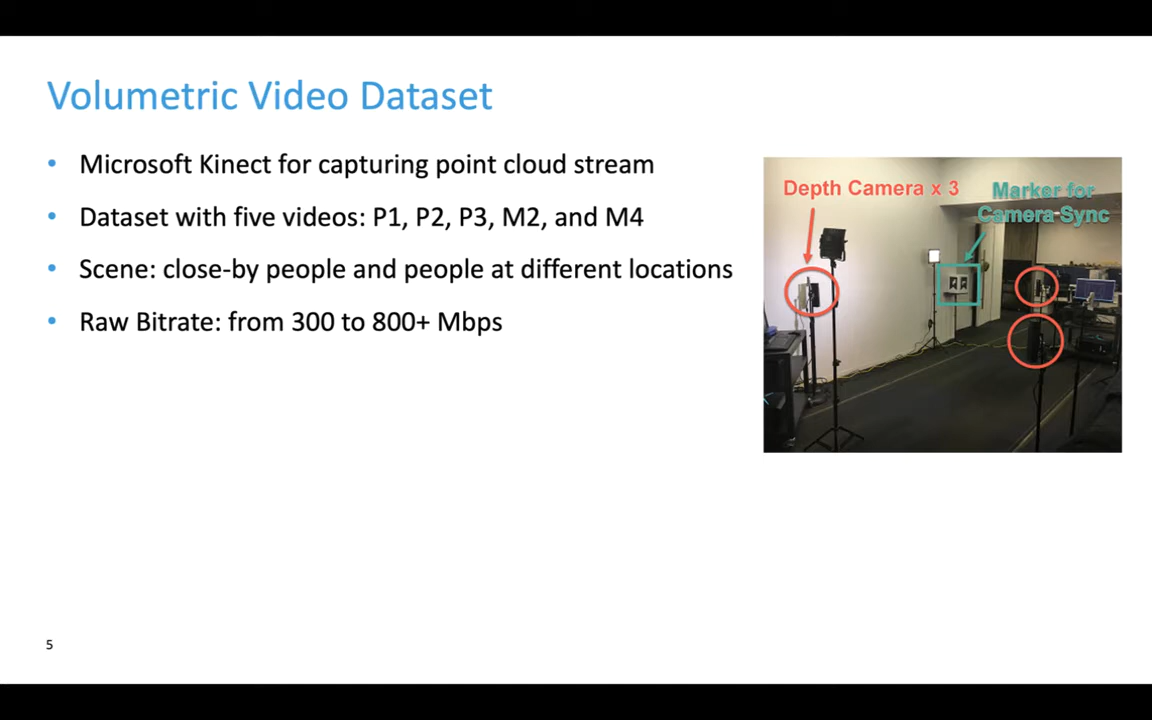 Volumetric Video Dataset
• Microsoft Kinect for capturing point cloud stream
• Dataset with five videos: P1, P2, P3, M2, and M4
• Scene: close-by people and people at different locations
• Raw Bitrate: from 300 to 800+ Mbps
Depth Camera x 3
Marker for
Camera Sync
5